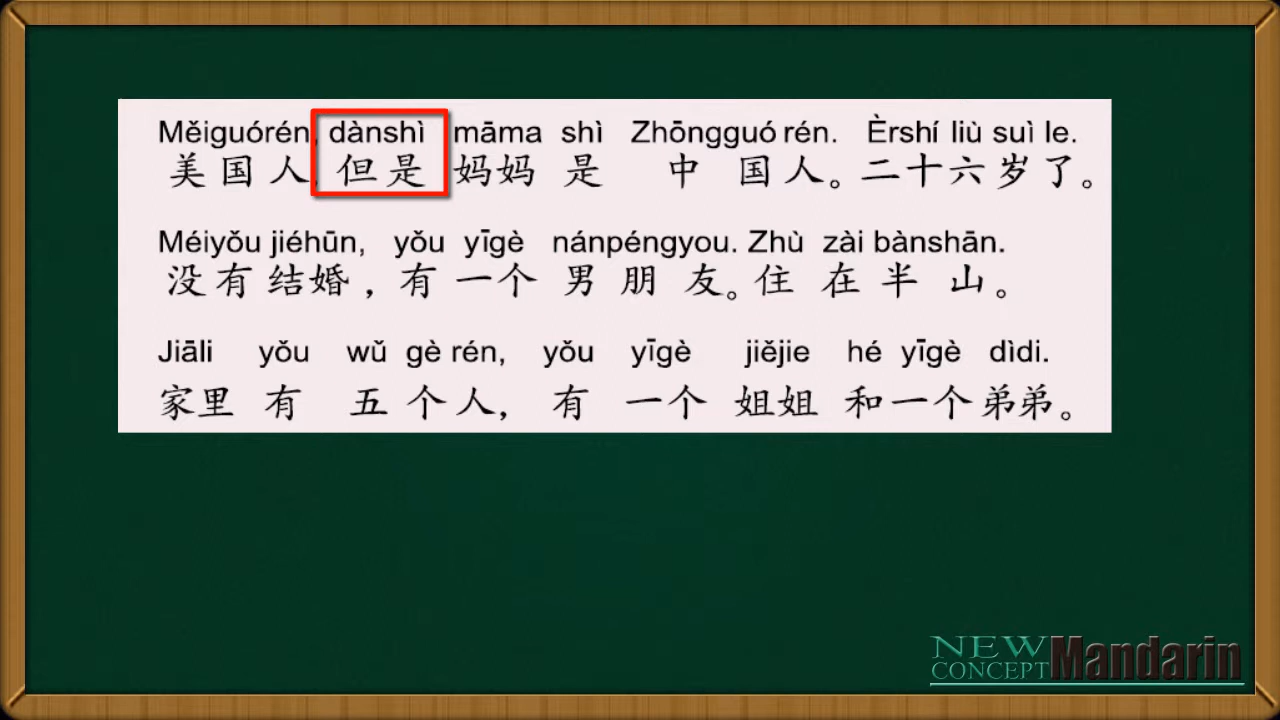 Měiguórén, dànshì māma shì Zhōngguó rén. Èrshí liù suì le.
美国人,但是妈妈是中国人。二十六岁了。
Méiyǒu jiéhūn, yǒu yīgè nánpéngyou. Zhù zài bànshān.
没有结婚,有一个男朋友。住在半山。
Jiāli yǒu wǔ gè rén, yǒu yīgè jiějie hé yīgè dìdi.
家里有五个人,有一个姐姐和一个弟弟。
NEW CONCEPT Mandarin